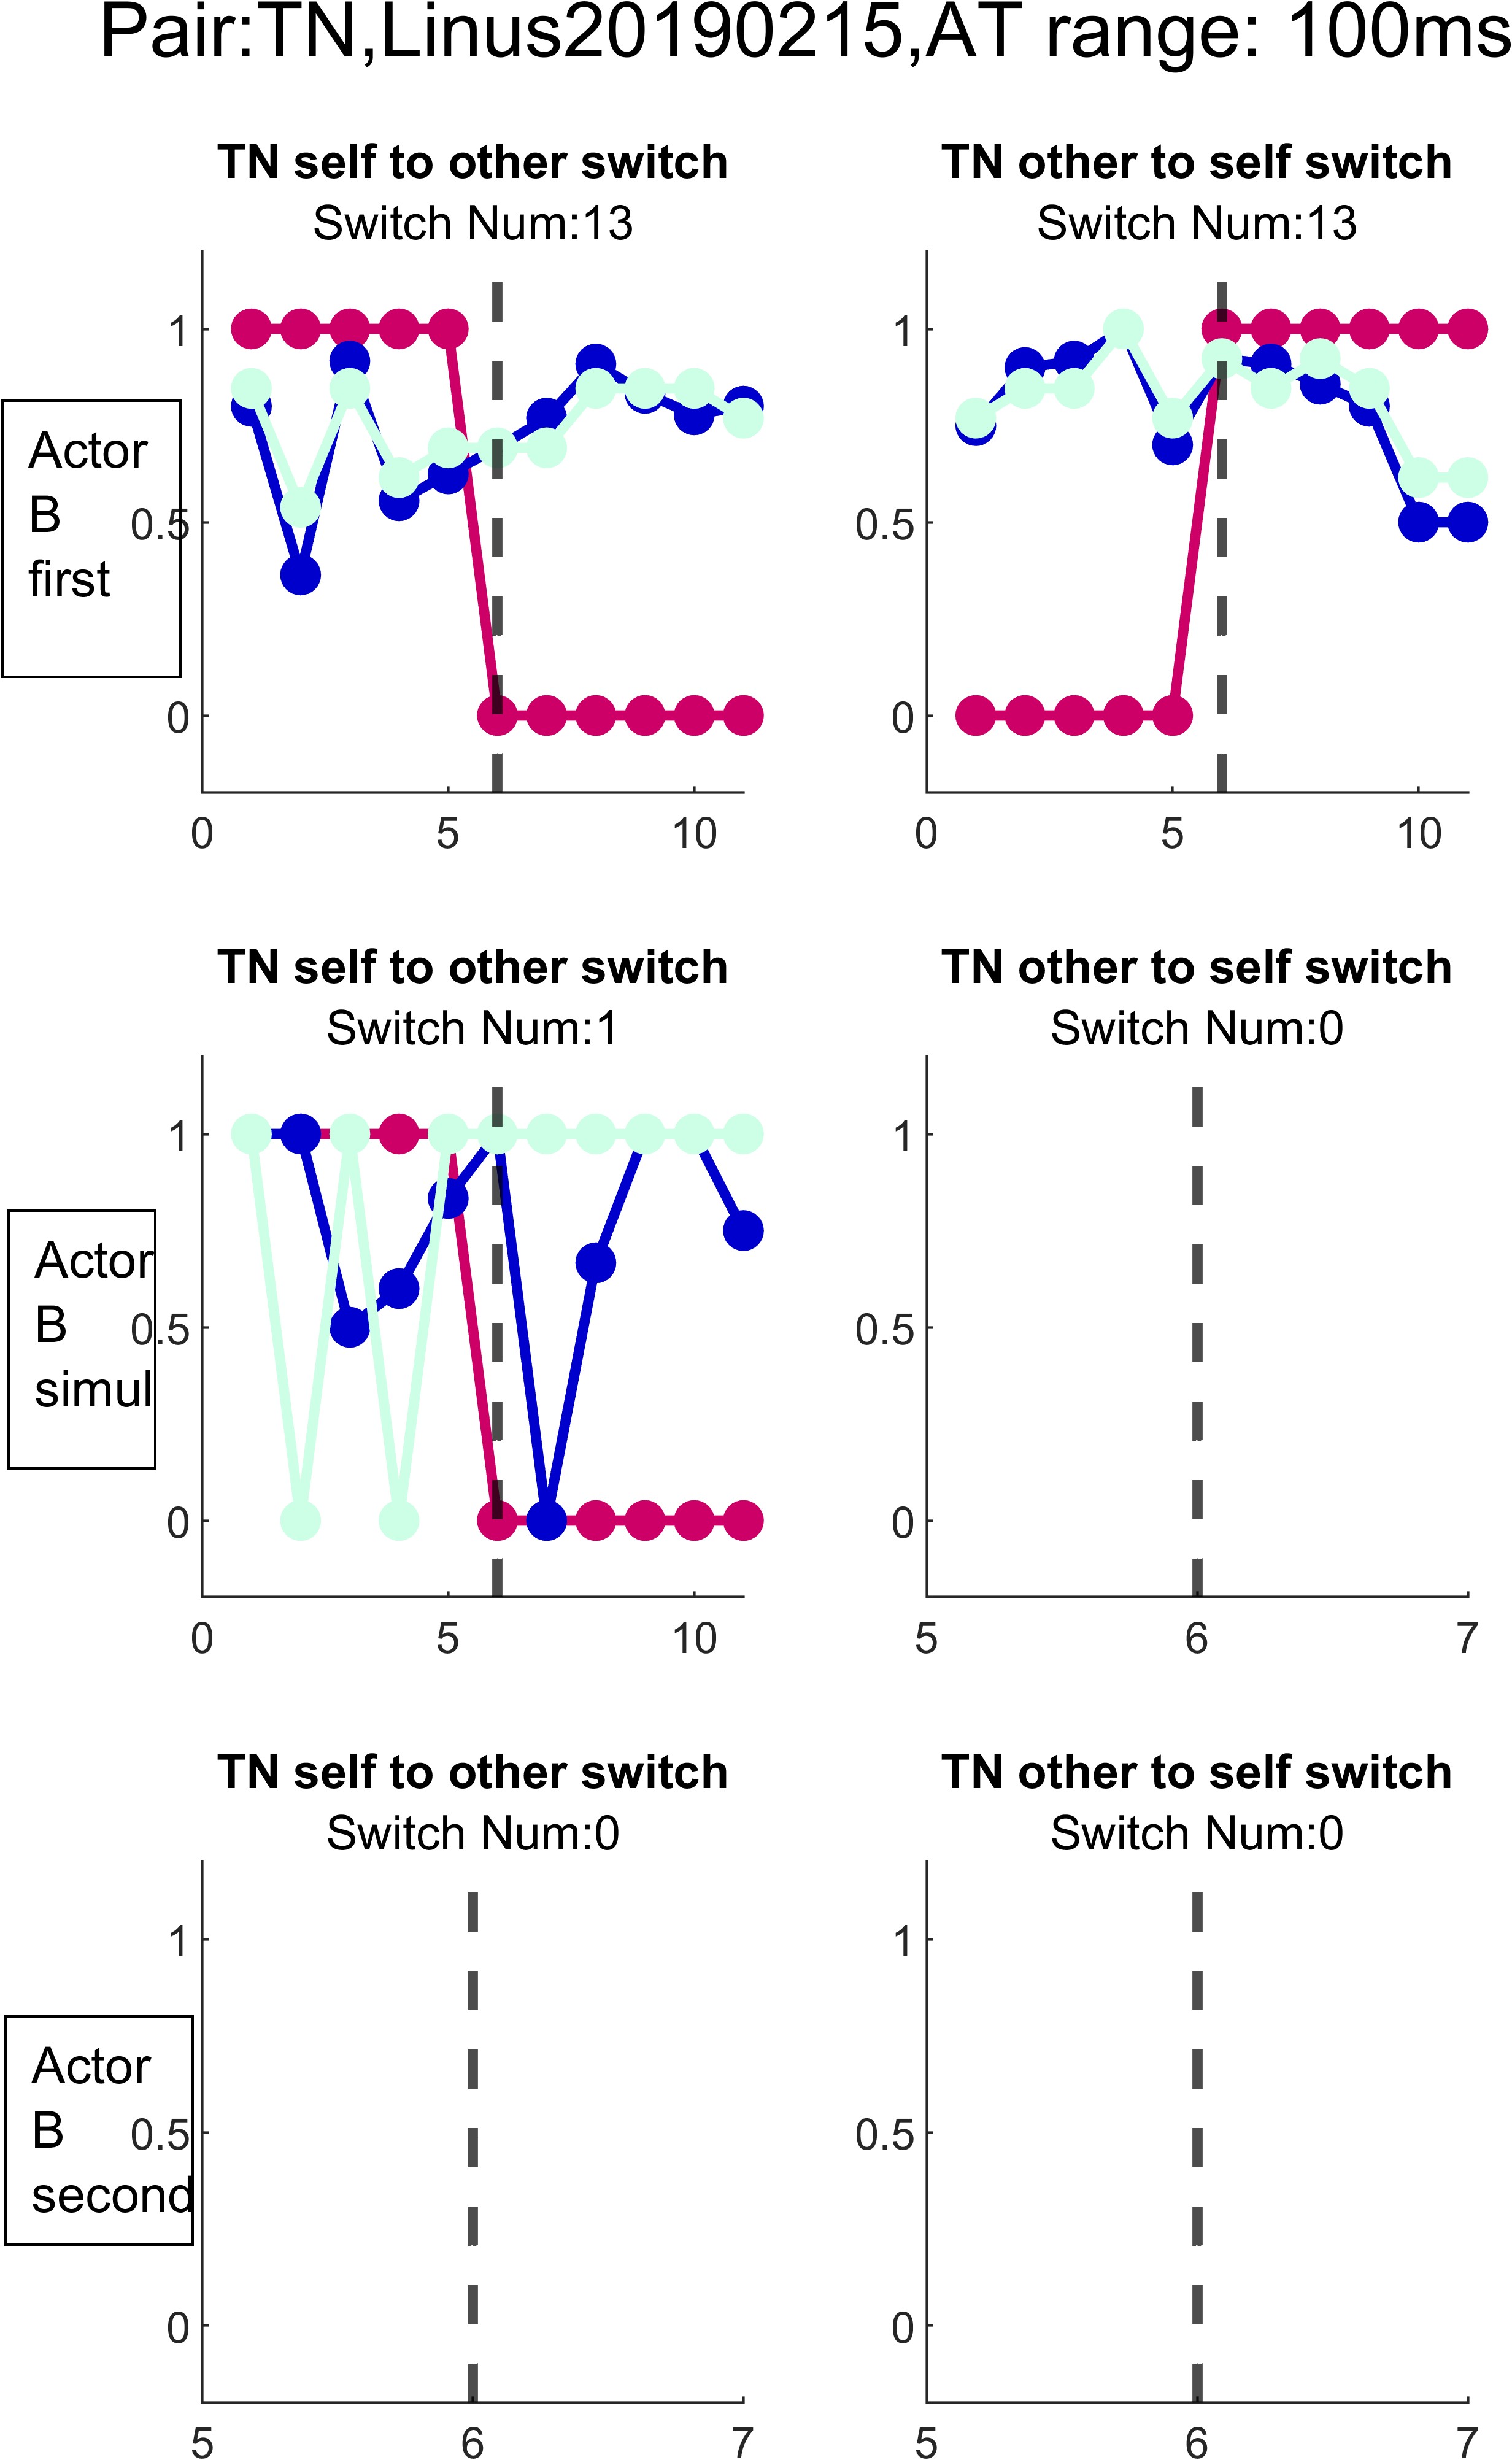 Pair:TN,Linus20190215,AT range: 100ms
TN self to other switch
Switch Num:13
1
0.5
0
0
5
10
Actor
B
first
TN other to self switch
Switch Num:13
1
0.5
0
0
5
10
TN self to other switch
Switch Num:1
1
0.5
0
0
5
10
Actor
B
simul
TN other to self switch
Switch Num:0
1
0.5
0
5
6
7
TN self to other switch
Switch Num:0
1
0.5
0
5
6
7
Actor
B
second
TN other to self switch
Switch Num:0
1
0.5
0
5
6
7